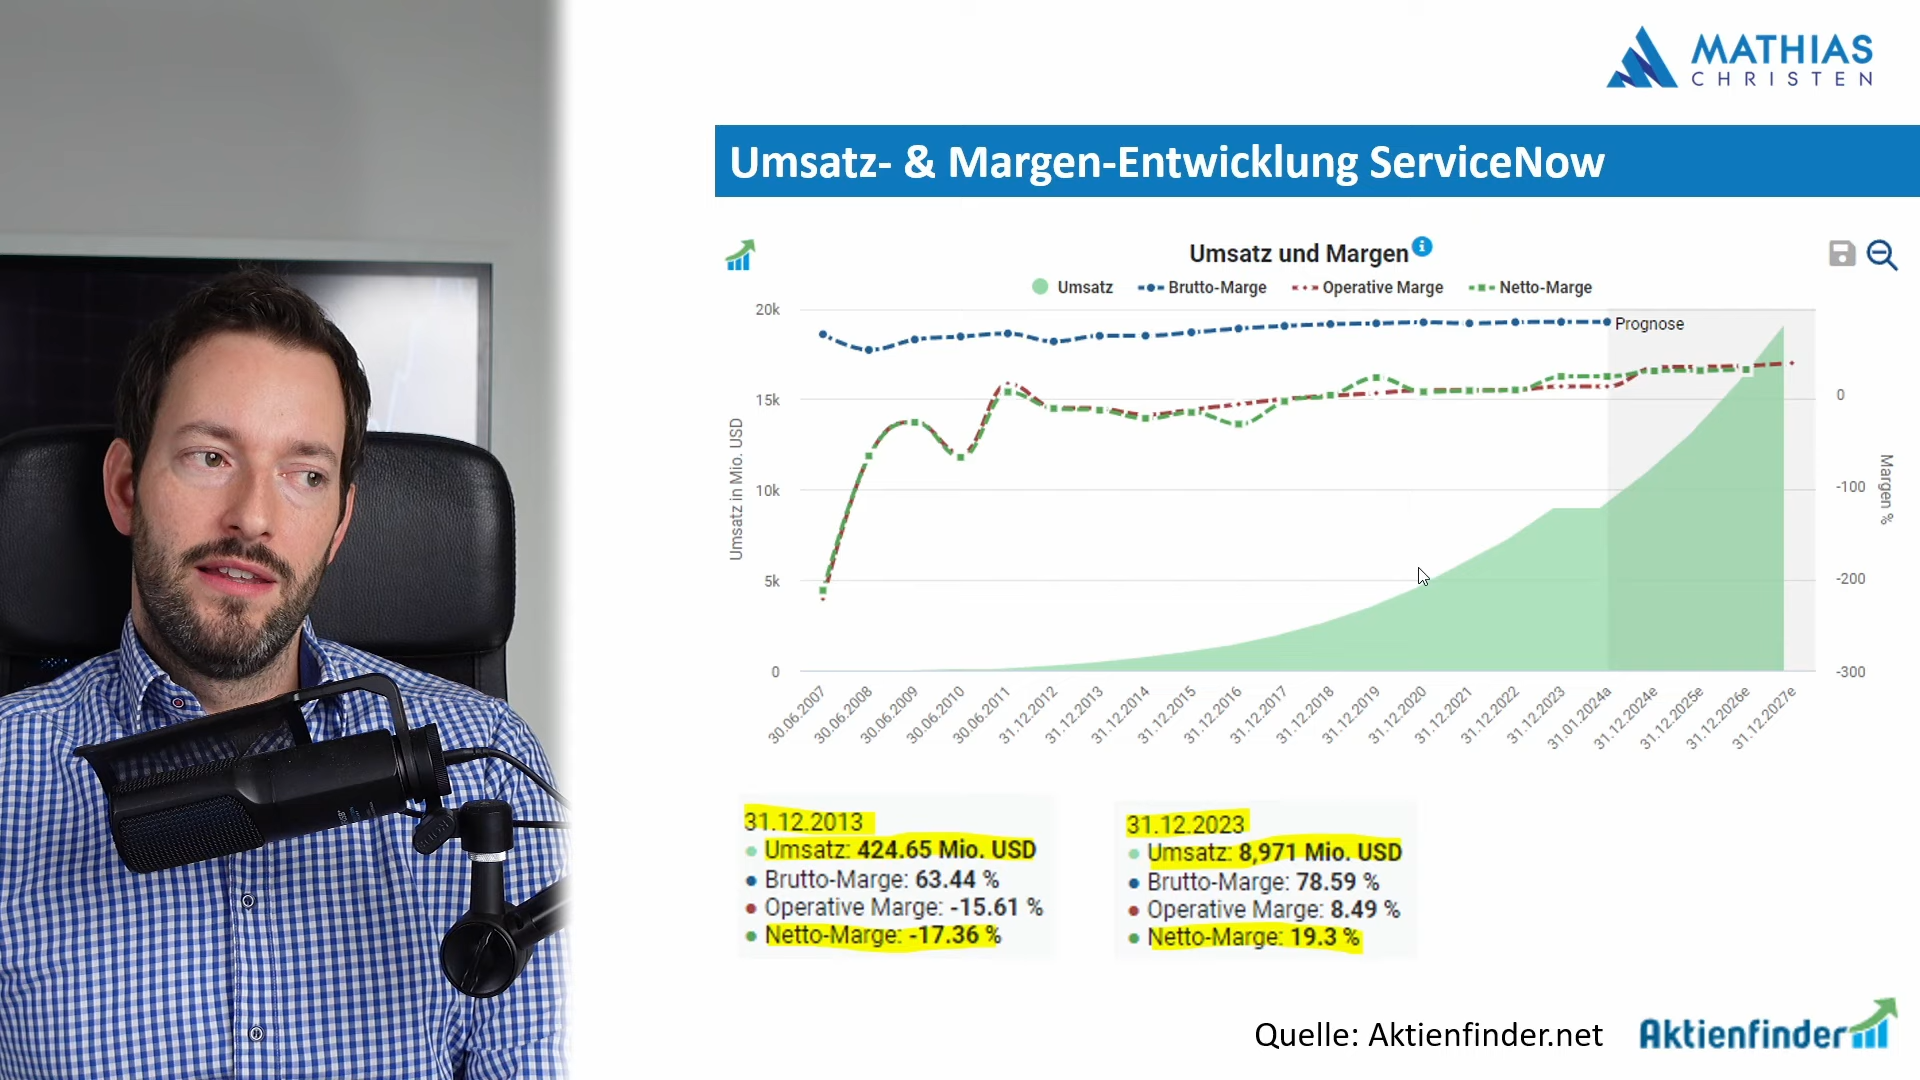 MATHIAS
CHRISTEN
Umsatz- & Margen-Entwicklung ServiceNow
Umsatz und Margen
Umsatz Brutto-Marge Operative Marge Netto-Marge
Prognose
Umsatz in Mio. USD
20k
15k
10k
5k
0
Margen %
0
-100
-200
-300
30.06.2007 30.06.2008 30.06.2009 30.06.2010 30.06.2011 31.12.2012 31.12.2013 31.12.2014 31.12.2015 31.12.2016 31.12.2017 31.12.2018 31.12.2019 31.12.2020 31.12.2021 31.12.2022 31.12.2023 31.01.2024a 31.12.2024e 31.12.2025e 31.12.2026e 31.12.2027e
31.12.2013
Umsatz: 424.65 Mio. USD
Brutto-Marge: 63.44 %
Operative Marge: -15.61 %
Netto-Marge: -17.36 %
31.12.2023
Umsatz: 8,971 Mio. USD
Brutto-Marge: 78.59 %
Operative Marge: 8.49 %
Netto-Marge: 19.3 %
Quelle: Aktienfinder.net
Aktienfinder